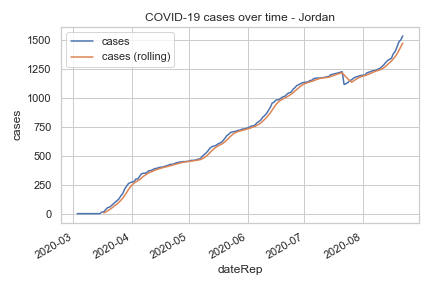 COVID-19 cases over time - Jordan
cases
cases (rolling)
1500
1250
1000
750
500
250
0
cases
2020-03
2020-04
2020-05
2020-06
2020-07
2020-08
dateRep